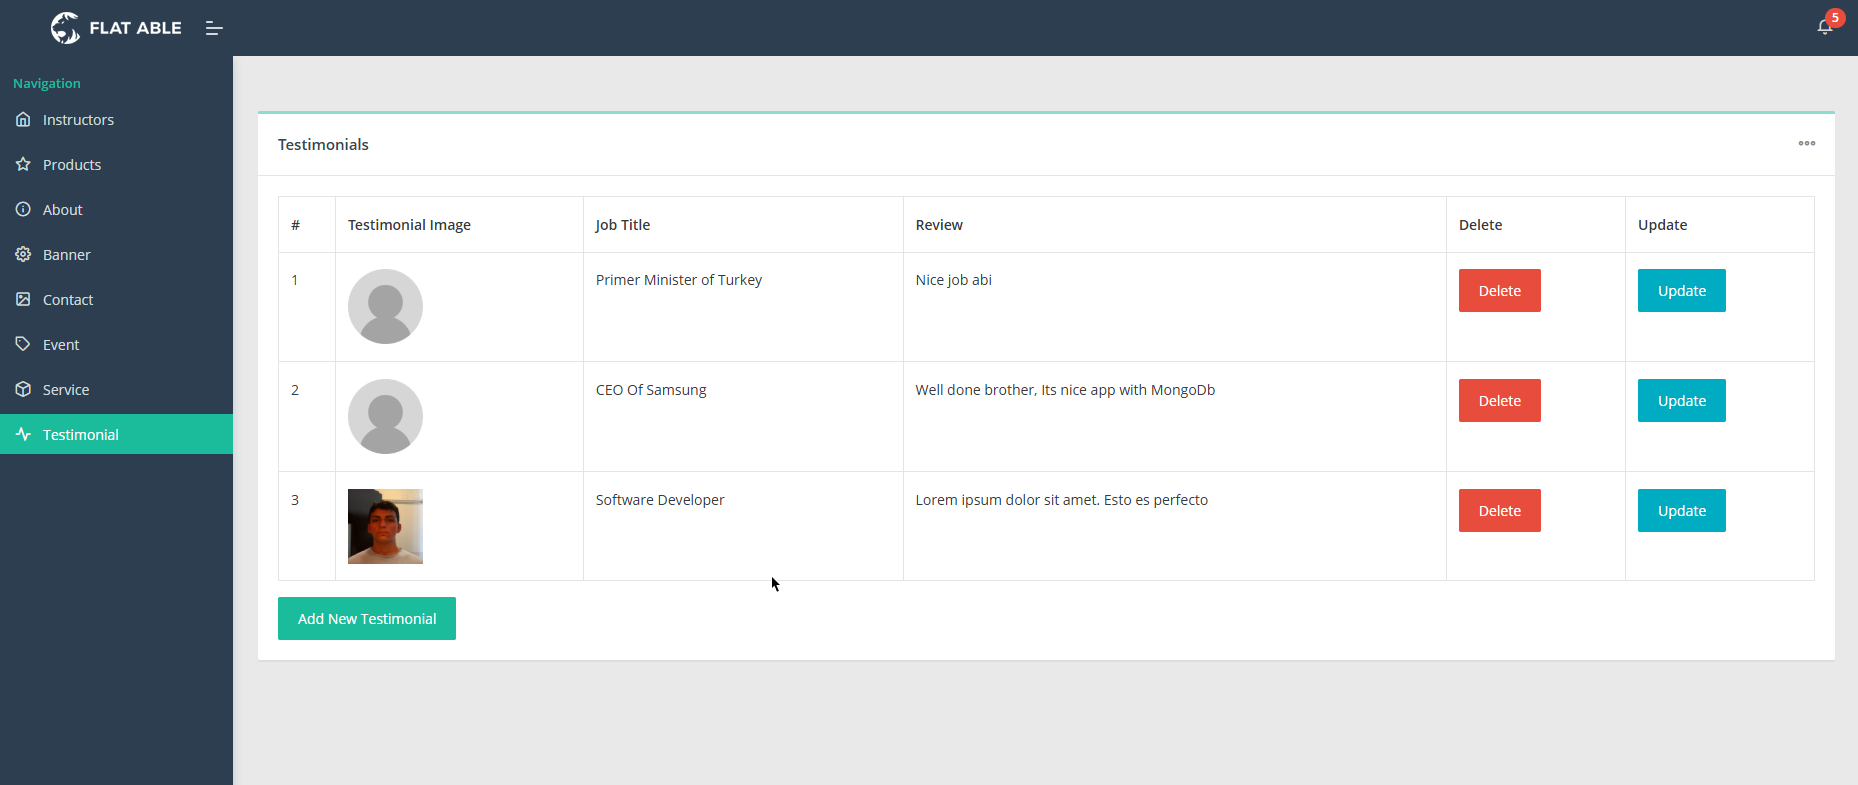 FLAT ABLE
5
Navigation
Instructors
Products
About
Banner
Contact
Event
Service
Testimonial
Testimonials
# Testimonial Image Job Title Review Delete Update
1 Primer Minister of Turkey Nice job abi Delete Update
2 CEO Of Samsung Well done brother, Its nice app with MongoDb Delete Update
3 Software Developer Lorem ipsum dolor sit amet. Esto es perfecto Delete Update
Add New Testimonial